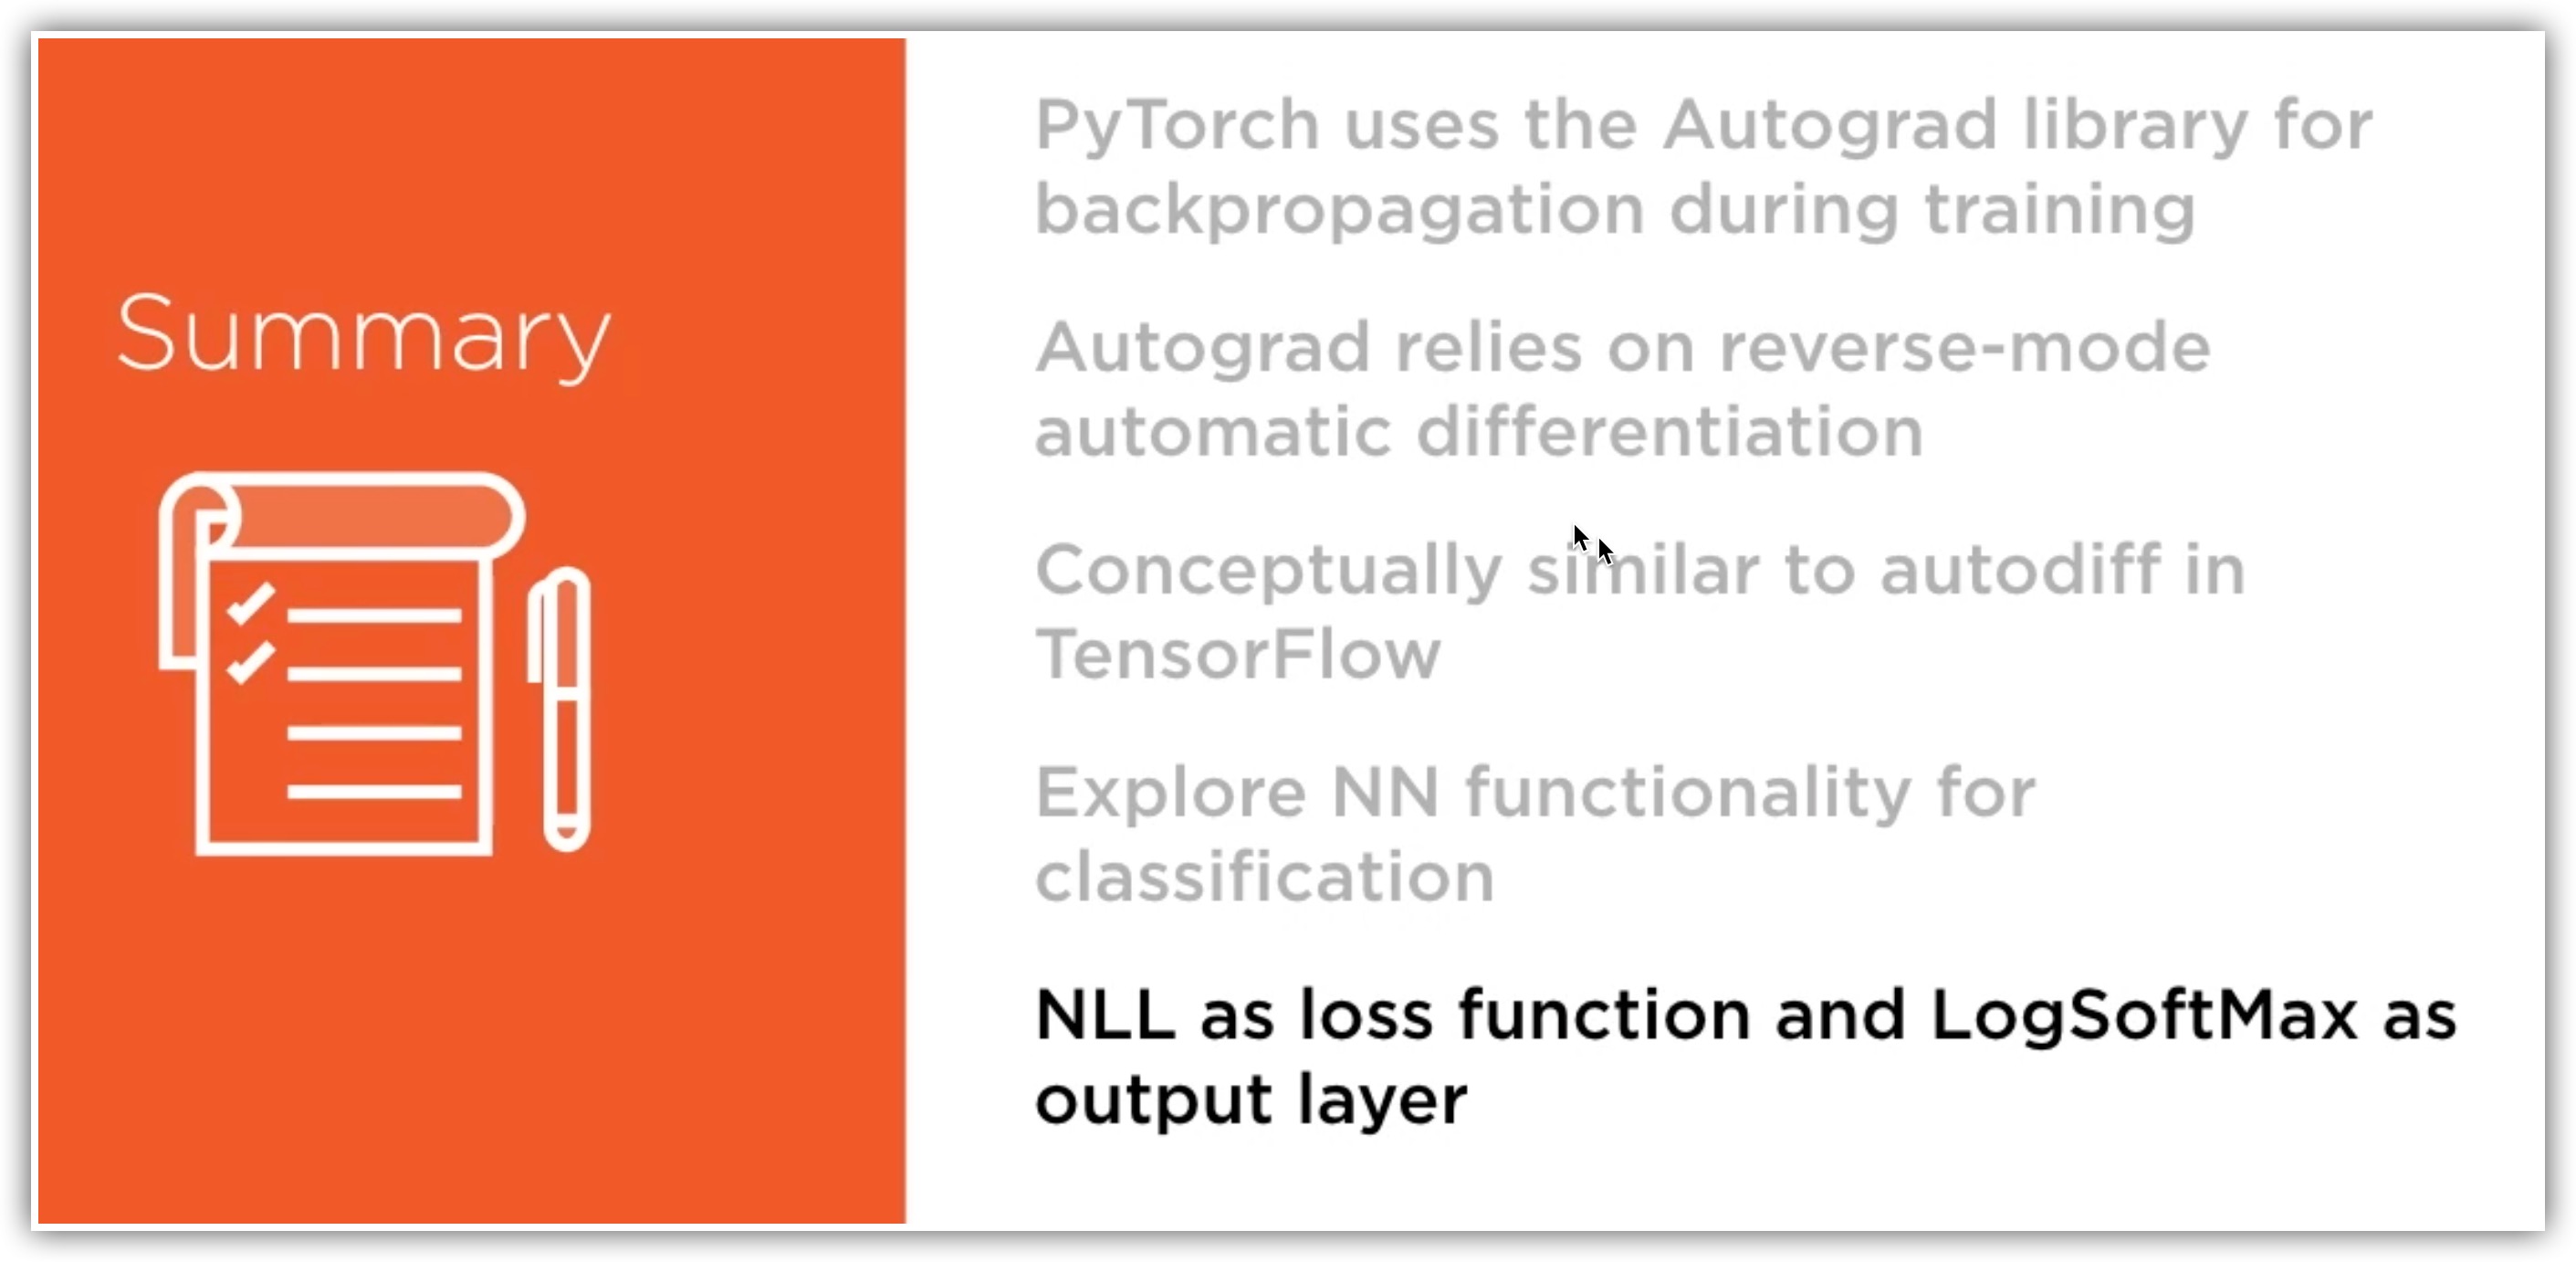 Summary
PyTorch uses the Autograd library for
backpropagation during training
Autograd relies on reverse-mode
automatic differentiation
Conceptually similar to autodiff in
TensorFlow
Explore NN functionality for
classification
NLL as loss function and LogSoftMax as
output layer